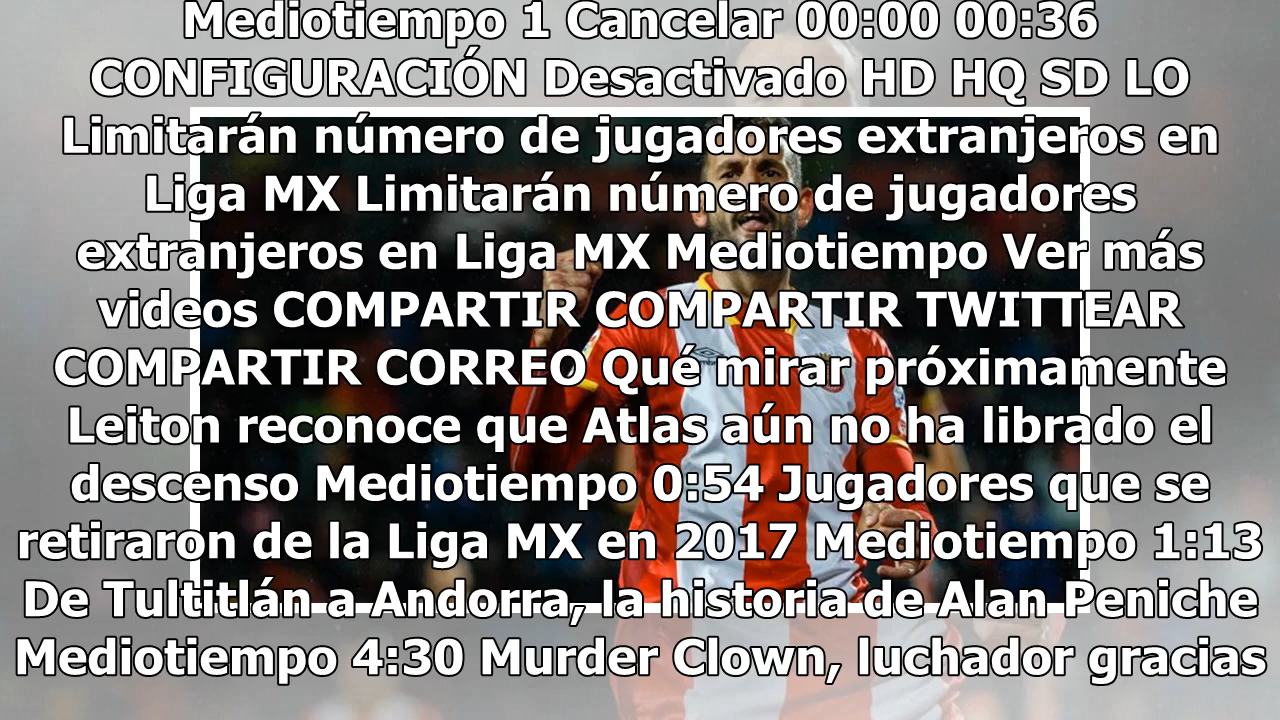 Mediotiempo 1 Cancelar 00:00 00:36
CONFIGURACIÓN Desactivado HD HQ SD LO
Limitarán número de jugadores extranjeros en
Liga MX Limitarán número de jugadores
extranjeros en Liga MX Mediotiempo Ver más
videos COMPARTIR COMPARTIR TWITTEAR
COMPARTIR CORREO Qué mirar próximamente
Leiton reconoce que Atlas aún no ha librado el
descenso Mediotiempo 0:54 Jugadores que se
retiraron de la Liga MX en 2017 Mediotiempo 1:13
De Tultitlán a Andorra, la historia de Alan Peniche
Mediotiempo 4:30 Murder Clown, luchador gracias